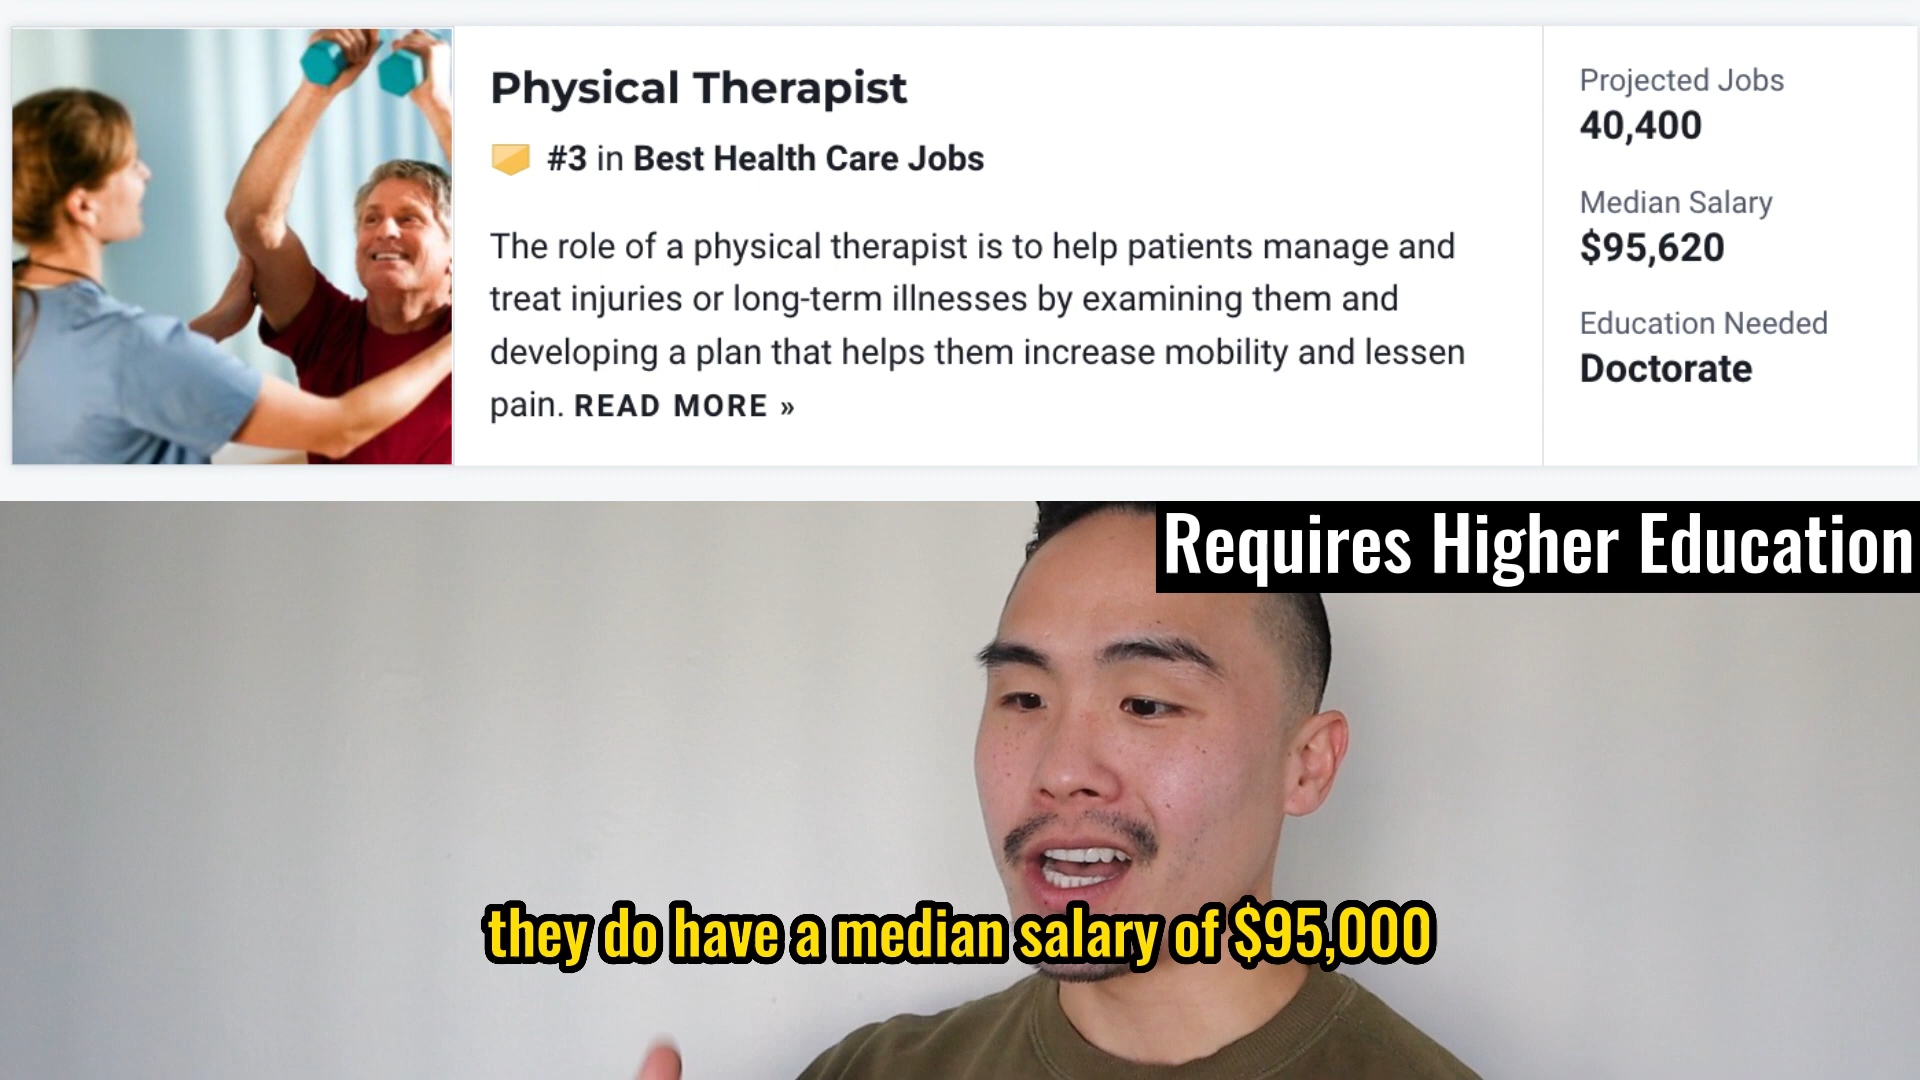 Physical Therapist
#3 in Best Health Care Jobs
The role of a physical therapist is to help patients manage and
treat injuries or long-term illnesses by examining them and
developing a plan that helps them increase mobility and lessen
pain. READ MORE »
Projected Jobs
40,400
Median Salary
$95,620
Education Needed
Doctorate
Requires Higher Education
they do have a median salary of $95,000